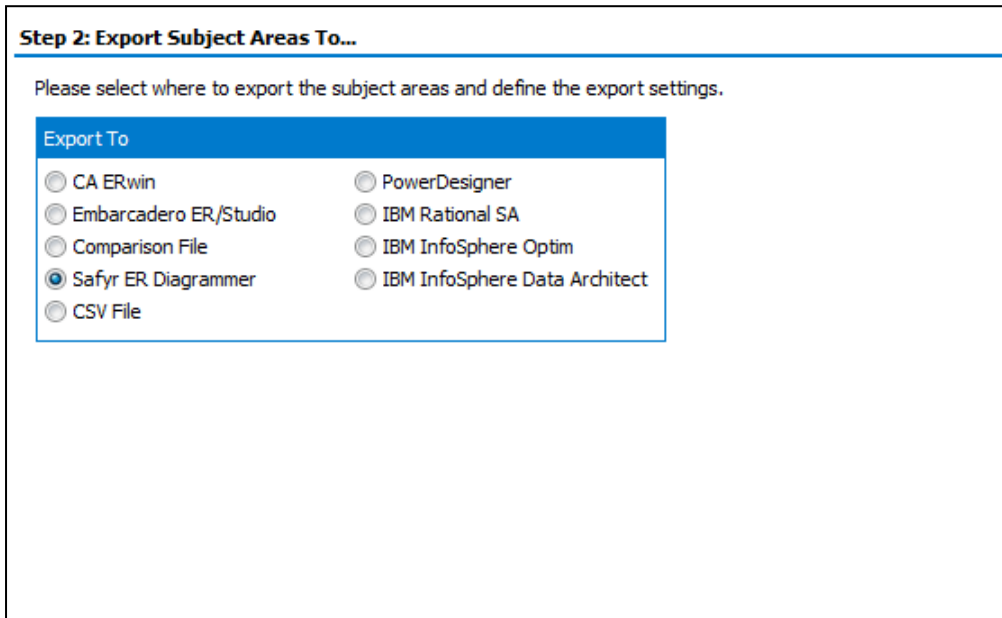 Step 2: Export Subject Areas To...
Please select where to export the subject areas and define the export settings.
Export To
CA ERwin
Embarcadero ER/Studio
Comparison File
Safyr ER Diagrammer
CSV File
PowerDesigner
IBM Rational SA
IBM InfoSphere Optim
IBM InfoSphere Data Architect